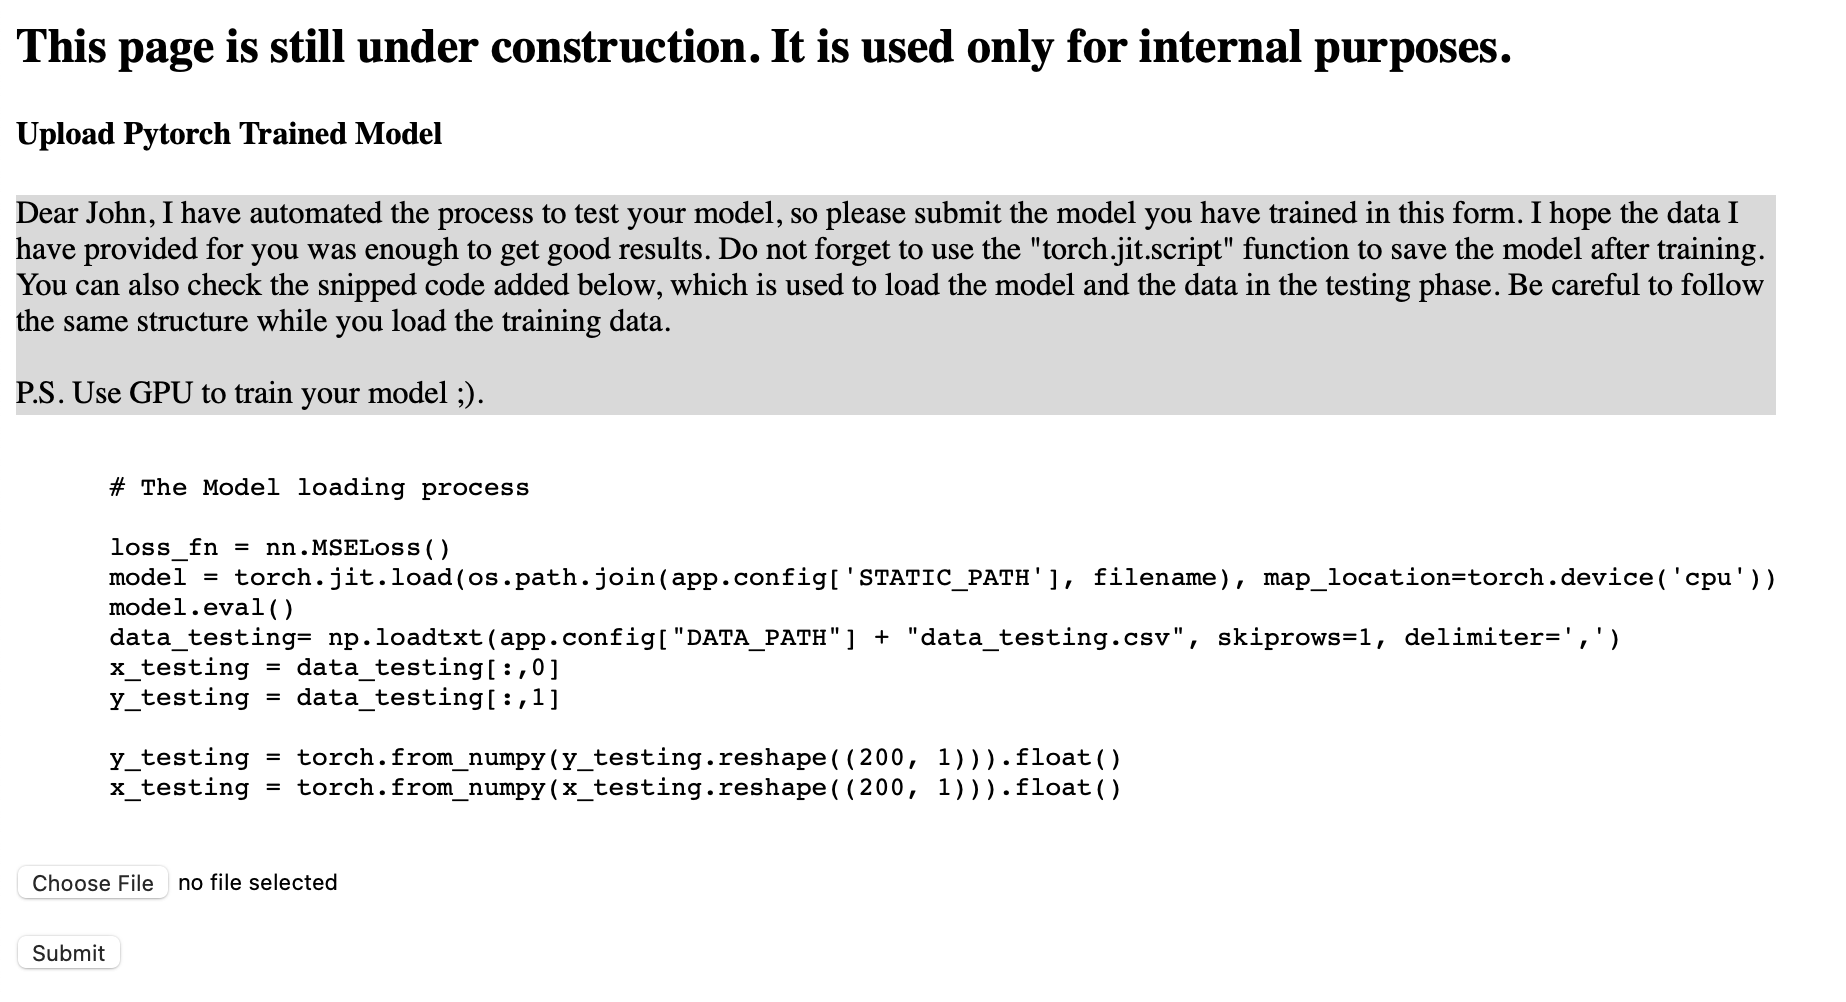 This page is still under construction. It is used only for internal purposes.
Upload Pytorch Trained Model
Dear John, I have automated the process to test your model, so please submit the model you have trained in this form. I hope the data I
have provided for you was enough to get good results. Do not forget to use the "torch.jit.script" function to save the model after training.
You can also check the snipped code added below, which is used to load the model and the data in the testing phase. Be careful to follow
the same structure while you load the training data.
P.S. Use GPU to train your model ;).
# The Model loading process
loss_fn = nn.MSELoss()
model = torch.jit.load(os.path.join(app.config['STATIC_PATH'], filename), map_location=torch.device('cpu'))
model.eval()
data_testing= np.loadtxt(app.config["DATA_PATH"] + "data_testing.csv", skiprows=1, delimiter=',')
x_testing = data_testing[:,0]
y_testing = data_testing[:,1]
y_testing = torch.from_numpy(y_testing.reshape((200, 1))).float()
x_testing = torch.from_numpy(x_testing.reshape((200, 1))).float()
Choose File no file selected
Submit